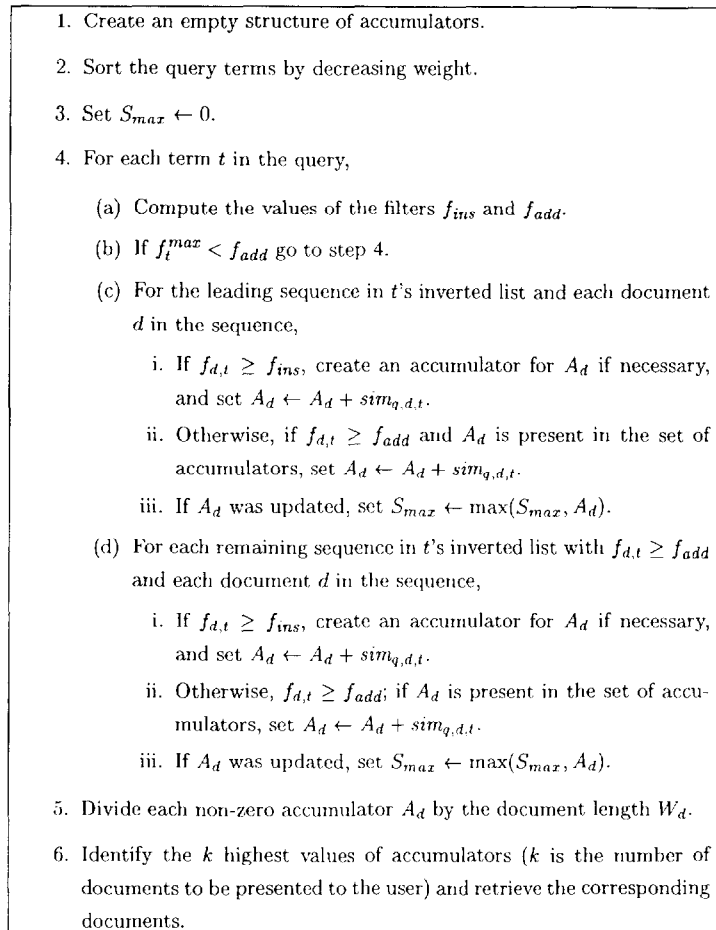 1. Create an empty structure of accumulators.
2. Sort the query terms by decreasing weight.
3. Set S_max ← 0.
4. For each term t in the query,
(a) Compute the values of the filters f_ins and f_add.
(b) If f_t^max < f_add go to step 4.
(c) For the leading sequence in t's inverted list and each document
d in the sequence,
i. If f_d,t ≥ f_ins, create an accumulator for A_d if necessary,
and set A_d ← A_d + sim_q,d,t.
ii. Otherwise, if f_d,t ≥ f_add and A_d is present in the set of
accumulators, set A_d ← A_d + sim_q,d,t.
iii. If A_d was updated, set S_max ← max(S_max, A_d).
(d) For each remaining sequence in t's inverted list with f_d,t ≥ f_add
and each document d in the sequence,
i. If f_d,t ≥ f_ins, create an accumulator for A_d if necessary,
and set A_d ← A_d + sim_q,d,t.
ii. Otherwise, f_d,t ≥ f_add; if A_d is present in the set of accu-
mulators, set A_d ← A_d + sim_q,d,t.
iii. If A_d was updated, set S_max ← max(S_max, A_d).
5. Divide each non-zero accumulator A_d by the document length W_d.
6. Identify the k highest values of accumulators (k is the number of
documents to be presented to the user) and retrieve the corresponding
documents.